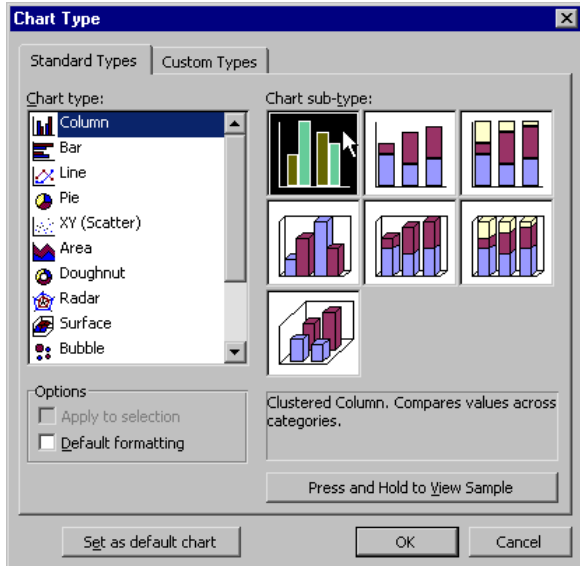 Chart Type
Standard Types
Custom Types
Chart type:
Column
Bar
Line
Pie
XY (Scatter)
Area
Doughnut
Radar
Surface
Bubble
Chart sub-type:
Options
Apply to selection
Default formatting
Clustered Column. Compares values across
categories.
Press and Hold to View Sample
Set as default chart
OK
Cancel